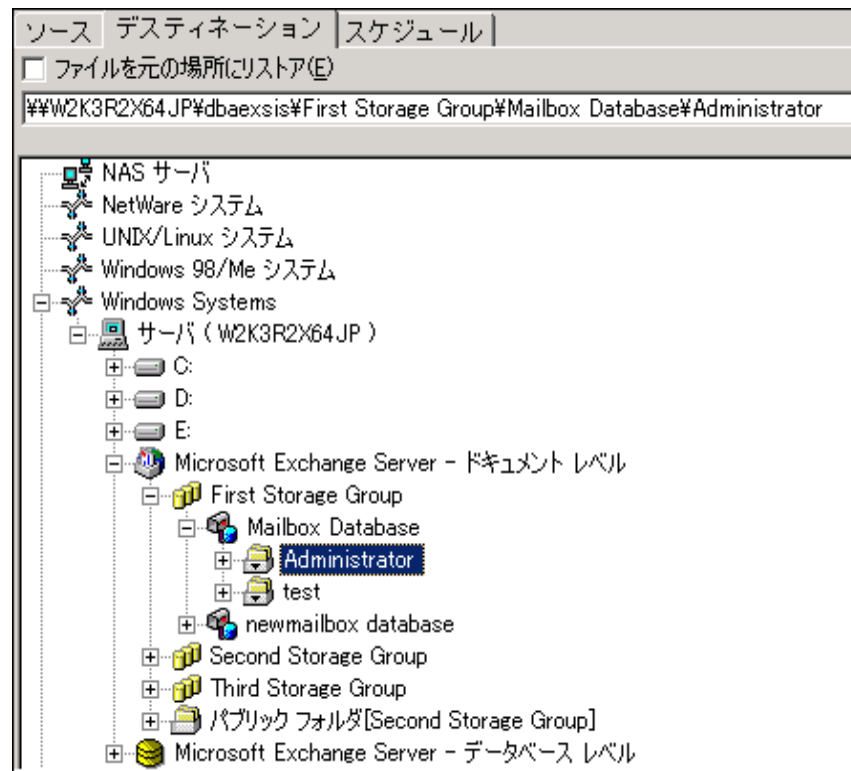 ソース デスティネーション スケジュール
ファイルを元の場所にリストア(E)
¥¥W2K3R2X64JP¥dbaexsis¥First Storage Group¥Mailbox Database¥Administrator
NAS サーバ
NetWare システム
UNIX/Linux システム
Windows 98/Me システム
Windows Systems
サーバ ( W2K3R2X64JP )
C:
D:
E:
Microsoft Exchange Server - ドキュメント レベル
First Storage Group
Mailbox Database
Administrator
test
newmailbox database
Second Storage Group
Third Storage Group
パブリック フォルダ[Second Storage Group]
Microsoft Exchange Server - データベース レベル